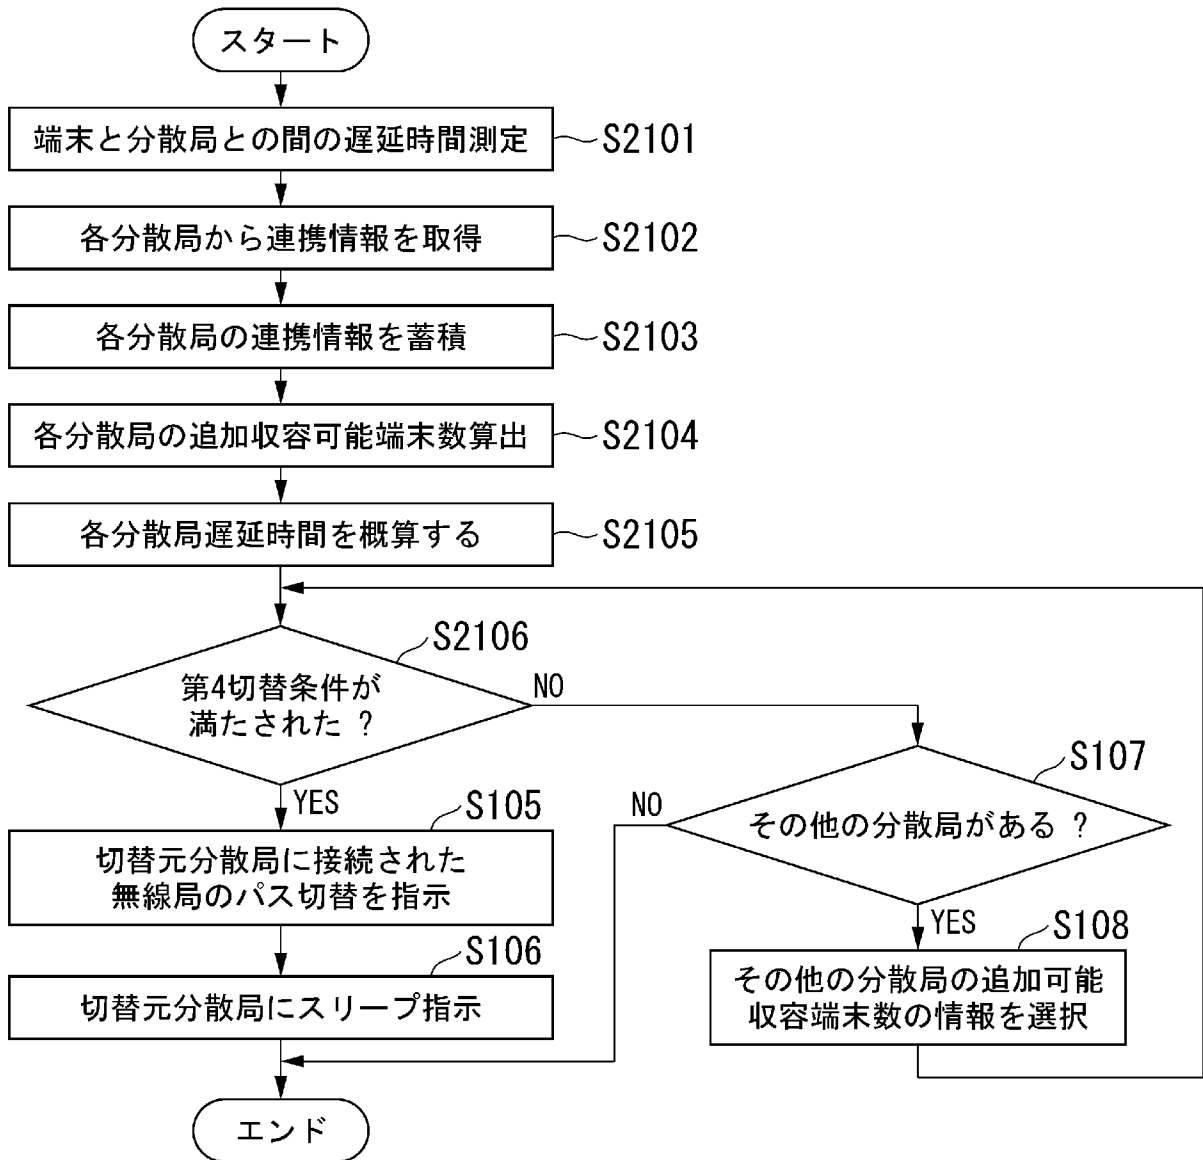 スタート
端末と分散局との間の遅延時間測定
S2101
各分散局から連携情報を取得
S2102
各分散局の連携情報を蓄積
S2103
各分散局の追加収容可能端末数算出
S2104
各分散局遅延時間を概算する
S2105
S2106
第4切替条件が
満たされた ?
NO
YES
S107
その他の分散局がある ?
NO
YES
S105
切替元分散局に接続された
無線局のパス切替を指示
S108
その他の分散局の追加可能
収容端末数の情報を選択
S106
切替元分散局にスリープ指示
エンド